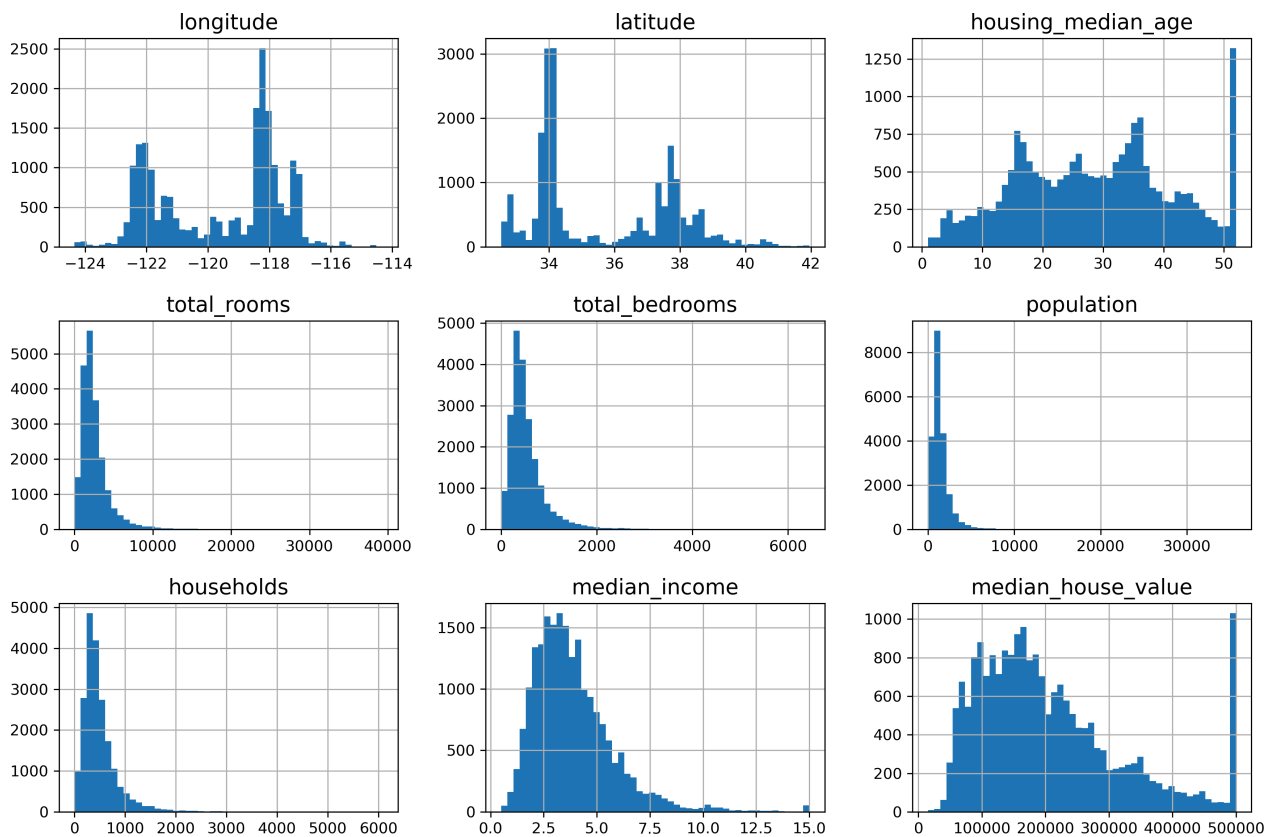 longitude
latitude
housing_median_age
2500
2000
1500
1000
500
0
−124 −122 −120 −118 −116 −114
3000
2000
1000
0
34 36 38 40 42
1250
1000
750
500
250
0
0 10 20 30 40 50
total_rooms
total_bedrooms
population
5000
4000
3000
2000
1000
0
0 10000 20000 30000 40000
5000
4000
3000
2000
1000
0
0 2000 4000 6000
8000
6000
4000
2000
0
0 10000 20000 30000
households
median_income
median_house_value
5000
4000
3000
2000
1000
0
0 1000 2000 3000 4000 5000 6000
1500
1000
500
0
0.0 2.5 5.0 7.5 10.0 12.5 15.0
1000
800
600
400
200
0
0 100000 200000 300000 400000 500000